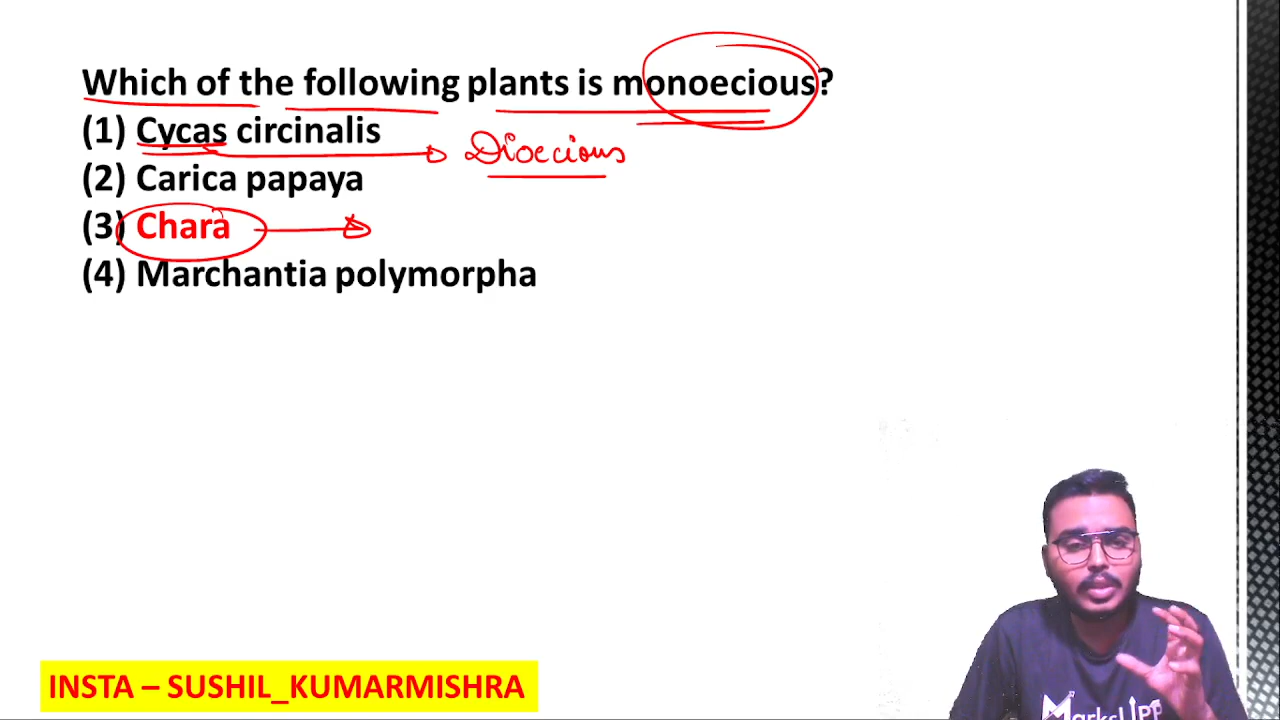 Which of the following plants is monoecious?
(1) Cycas circinalis
Dioecious
(2) Carica papaya
(3) Chara
(4) Marchantia polymorpha
INSTA – SUSHIL_KUMARMISHRA
MarksUp